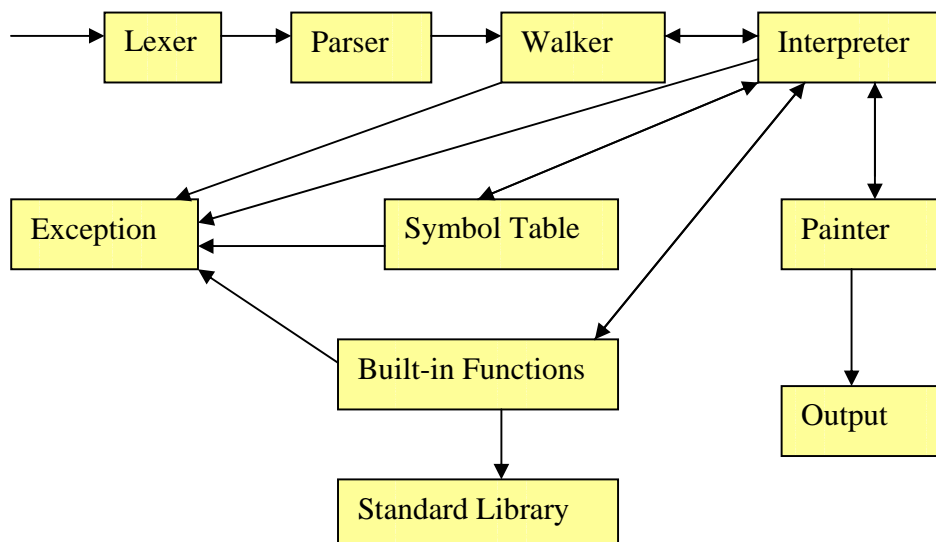 Lexer
Parser
Walker
Interpreter
Exception
Symbol Table
Painter
Built-in Functions
Output
Standard Library